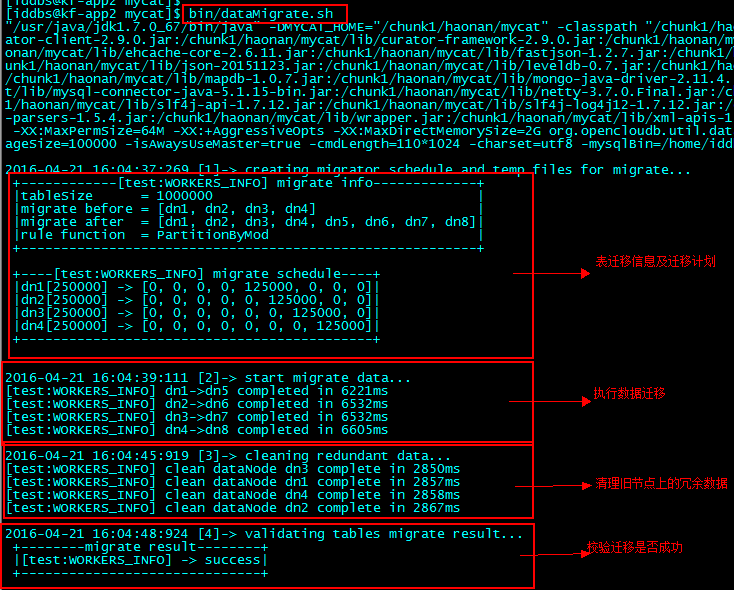 [iddbs@kf-app2 mycat]$
[iddbs@kf-app2 mycat]$ bin/dataMigrate.sh
"/usr/java/jdk1.7.0_67/bin/java" -DMYCAT_HOME="/chunk1/haonan/mycat" -classpath "/chunk1/h
ator-client-2.9.0.jar:/chunk1/haonan/mycat/lib/curator-framework-2.9.0.jar:/chunk1/haonan/
onan/mycat/lib/ehcache-core-2.6.11.jar:/chunk1/haonan/mycat/lib/fastjson-1.2.7.jar:/chunk1
unk1/haonan/mycat/lib/json-20151123.jar:/chunk1/haonan/mycat/lib/leveldb-0.7.jar:/chunk1/h
/chunk1/haonan/mycat/lib/mapdb-1.0.7.jar:/chunk1/haonan/mycat/lib/mongo-java-driver-2.11.4.
t/lib/mysql-connector-java-5.1.15-bin.jar:/chunk1/haonan/mycat/lib/netty-3.7.0.Final.jar:/c
1/haonan/mycat/lib/slf4j-api-1.7.12.jar:/chunk1/haonan/mycat/lib/slf4j-log4j12-1.7.12.jar:/
-parsers-1.5.4.jar:/chunk1/haonan/mycat/lib/wrapper.jar:/chunk1/haonan/mycat/lib/xml-apis-1
-XX:MaxPermSize=64M -XX:+AggressiveOpts -XX:MaxDirectMemorySize=2G org.opencloudb.util.dat
ageSize=100000 -isAwaysUseMaster=true -cmdLength=110*1024 -charset=utf8 -mysqlBin=/home/idd
2016-04-21 16:04:37:269 [1]-> creating migrator schedule and temp files for migrate...
+------------[test:WORKERS_INFO] migrate info-------------+
|tableSize      = 1000000                                 |
|migrate before = [dn1, dn2, dn3, dn4]                    |
|migrate after  = [dn1, dn2, dn3, dn4, dn5, dn6, dn7, dn8]|
|rule function  = PartitionByMod                          |
+---------------------------------------------------------+
+----[test:WORKERS_INFO] migrate schedule----+
|dn1[250000] -> [0, 0, 0, 0, 125000, 0, 0, 0]|
|dn2[250000] -> [0, 0, 0, 0, 0, 125000, 0, 0]|
|dn3[250000] -> [0, 0, 0, 0, 0, 0, 125000, 0]|
|dn4[250000] -> [0, 0, 0, 0, 0, 0, 0, 125000]|
+--------------------------------------------+
表迁移信息及迁移计划
2016-04-21 16:04:39:111 [2]-> start migrate data...
[test:WORKERS_INFO] dn1->dn5 completed in 6221ms
[test:WORKERS_INFO] dn2->dn6 completed in 6532ms
[test:WORKERS_INFO] dn3->dn7 completed in 6532ms
[test:WORKERS_INFO] dn4->dn8 completed in 6605ms
执行数据迁移
2016-04-21 16:04:45:919 [3]-> cleaning redundant data...
[test:WORKERS_INFO] clean dataNode dn3 complete in 2850ms
[test:WORKERS_INFO] clean dataNode dn1 complete in 2857ms
[test:WORKERS_INFO] clean dataNode dn4 complete in 2858ms
[test:WORKERS_INFO] clean dataNode dn2 complete in 2867ms
清理旧节点上的冗余数据
2016-04-21 16:04:48:924 [4]-> validating tables migrate result...
+--------migrate result--------+
|[test:WORKERS_INFO] -> success|
+------------------------------+
校验迁移是否成功